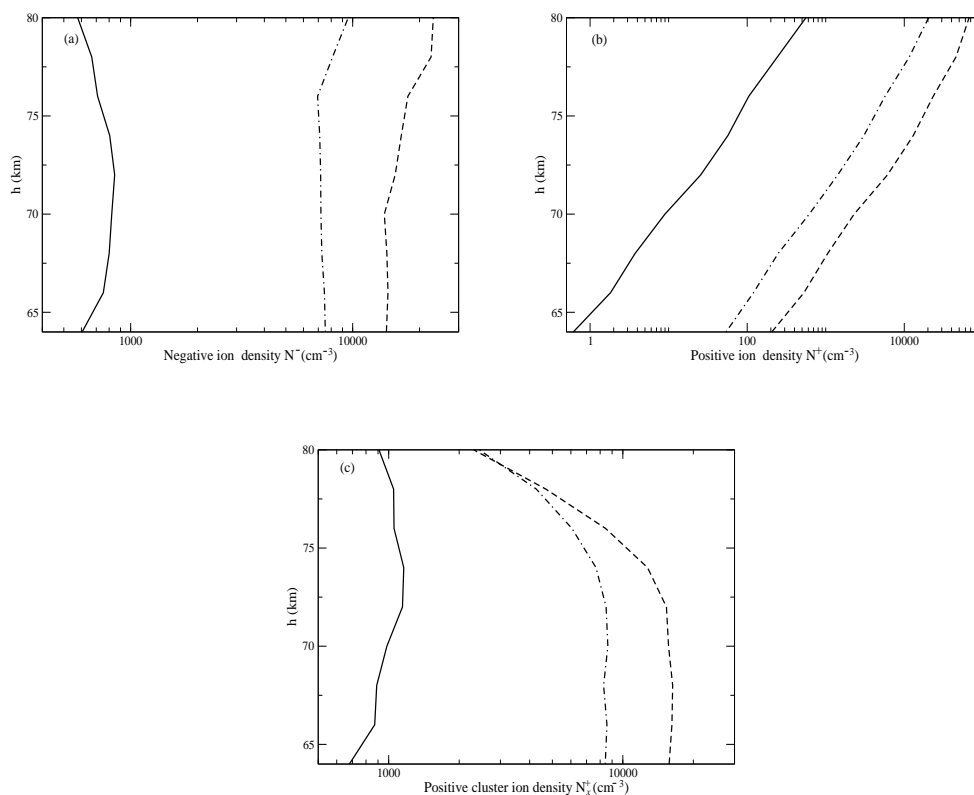 80
(a)
75
h (km)
70
65
1000
10000
Negative ion density N⁻(cm⁻³)
80
(b)
75
h (km)
70
65
1
100
10000
Positive ion density N⁺(cm⁻³)
80
(c)
75
h (km)
70
65
1000
10000
Positive cluster ion density Nₓ⁺(cm⁻³)